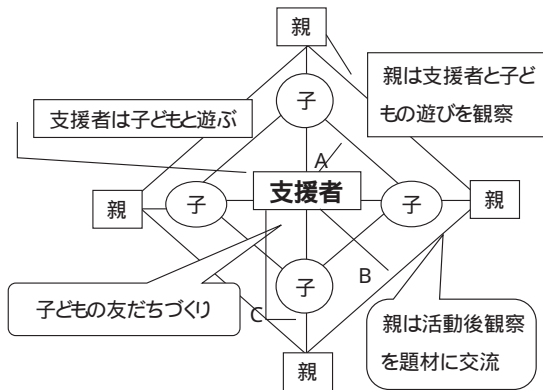 親
親は支援者と子ど
もの遊びを観察
子
支援者は子どもと遊ぶ
A
支援者
親
子
子
親
子
B
子どもの友だちづくり
C
親は活動後観察
を題材に交流
親